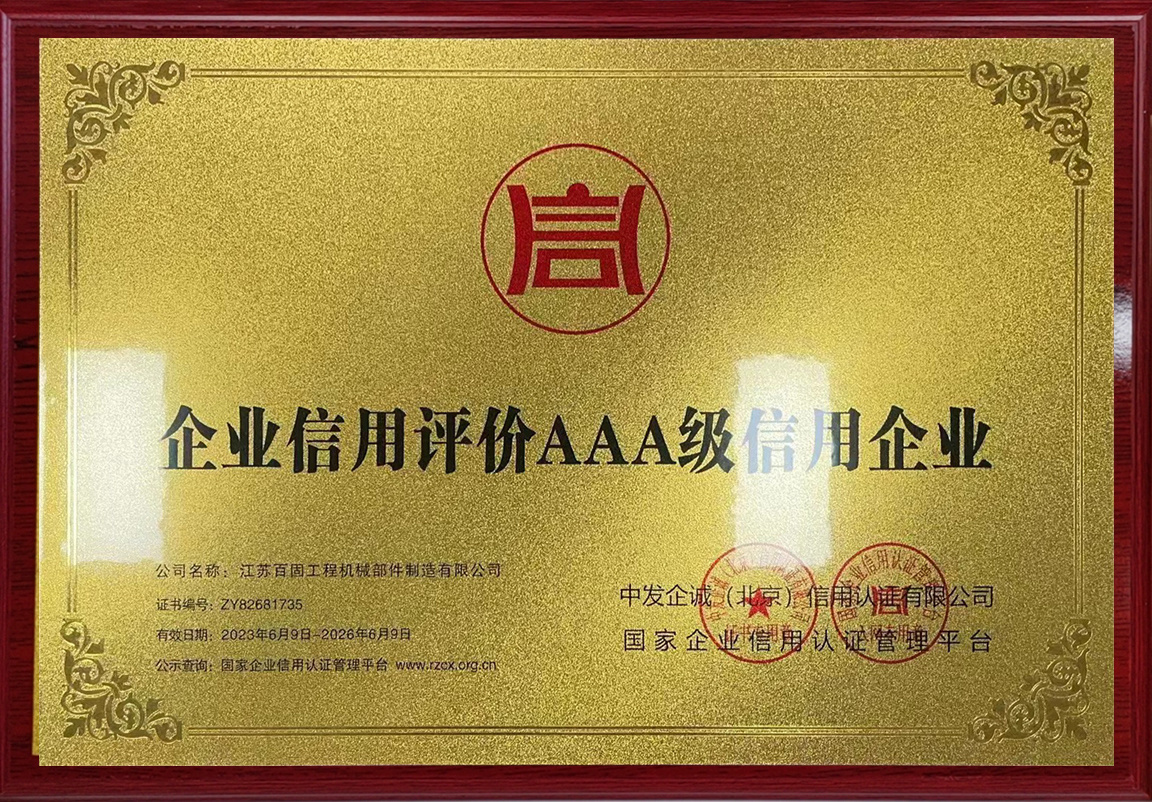 信
企业信用评价AAA级信用企业
公司名称：江苏百固工程机械部件制造有限公司
证书编号：ZY82681735
有效日期：2023年6月9日-2026年6月9日
公示查询：国家企业信用认证管理平台 www.rzcx.org.cn
中发企诚（北京）信用认证有限公司
国家企业信用认证管理平台